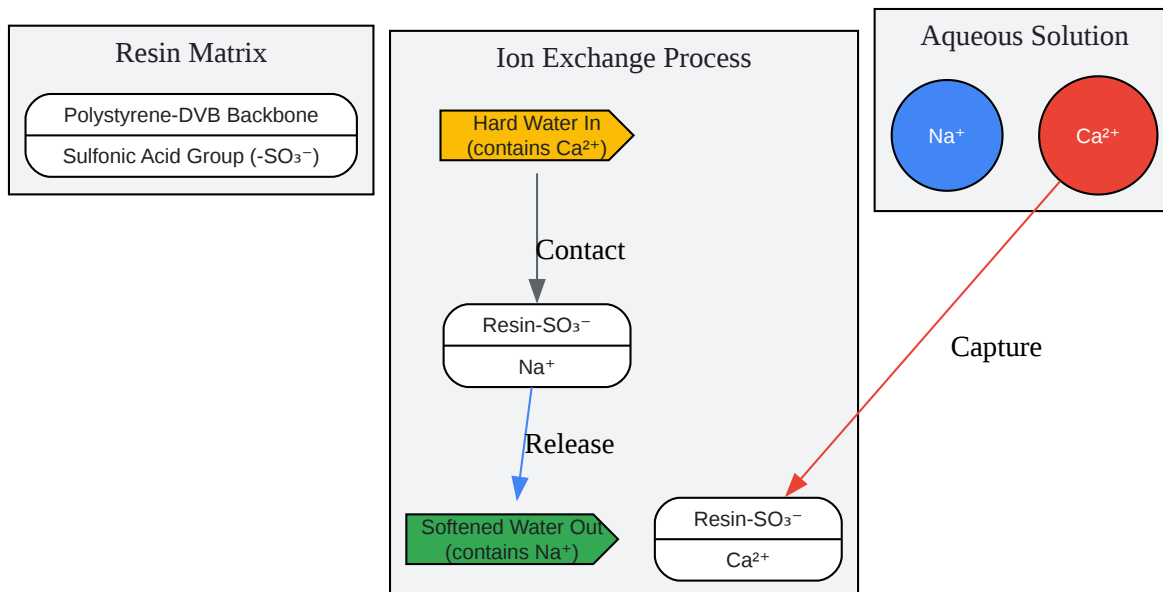 Resin Matrix
Polystyrene-DVB Backbone
Sulfonic Acid Group (-SO₃⁻)
Ion Exchange Process
Hard Water In
(contains Ca²⁺)
Contact
Resin-SO₃⁻
Na⁺
Release
Softened Water Out
(contains Na⁺)
Resin-SO₃⁻
Ca²⁺
Aqueous Solution
Na⁺
Ca²⁺
Capture